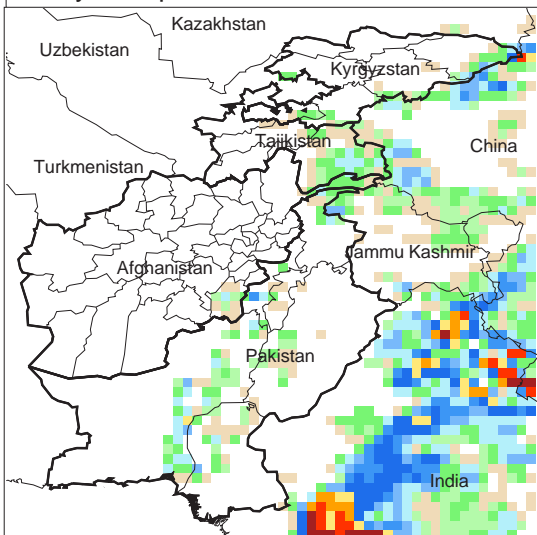 Kazakhstan
Uzbekistan
Kyrgyzstan
Tajikistan
China
Turkmenistan
Jammu Kashmir
Afghanistan
Pakistan
India